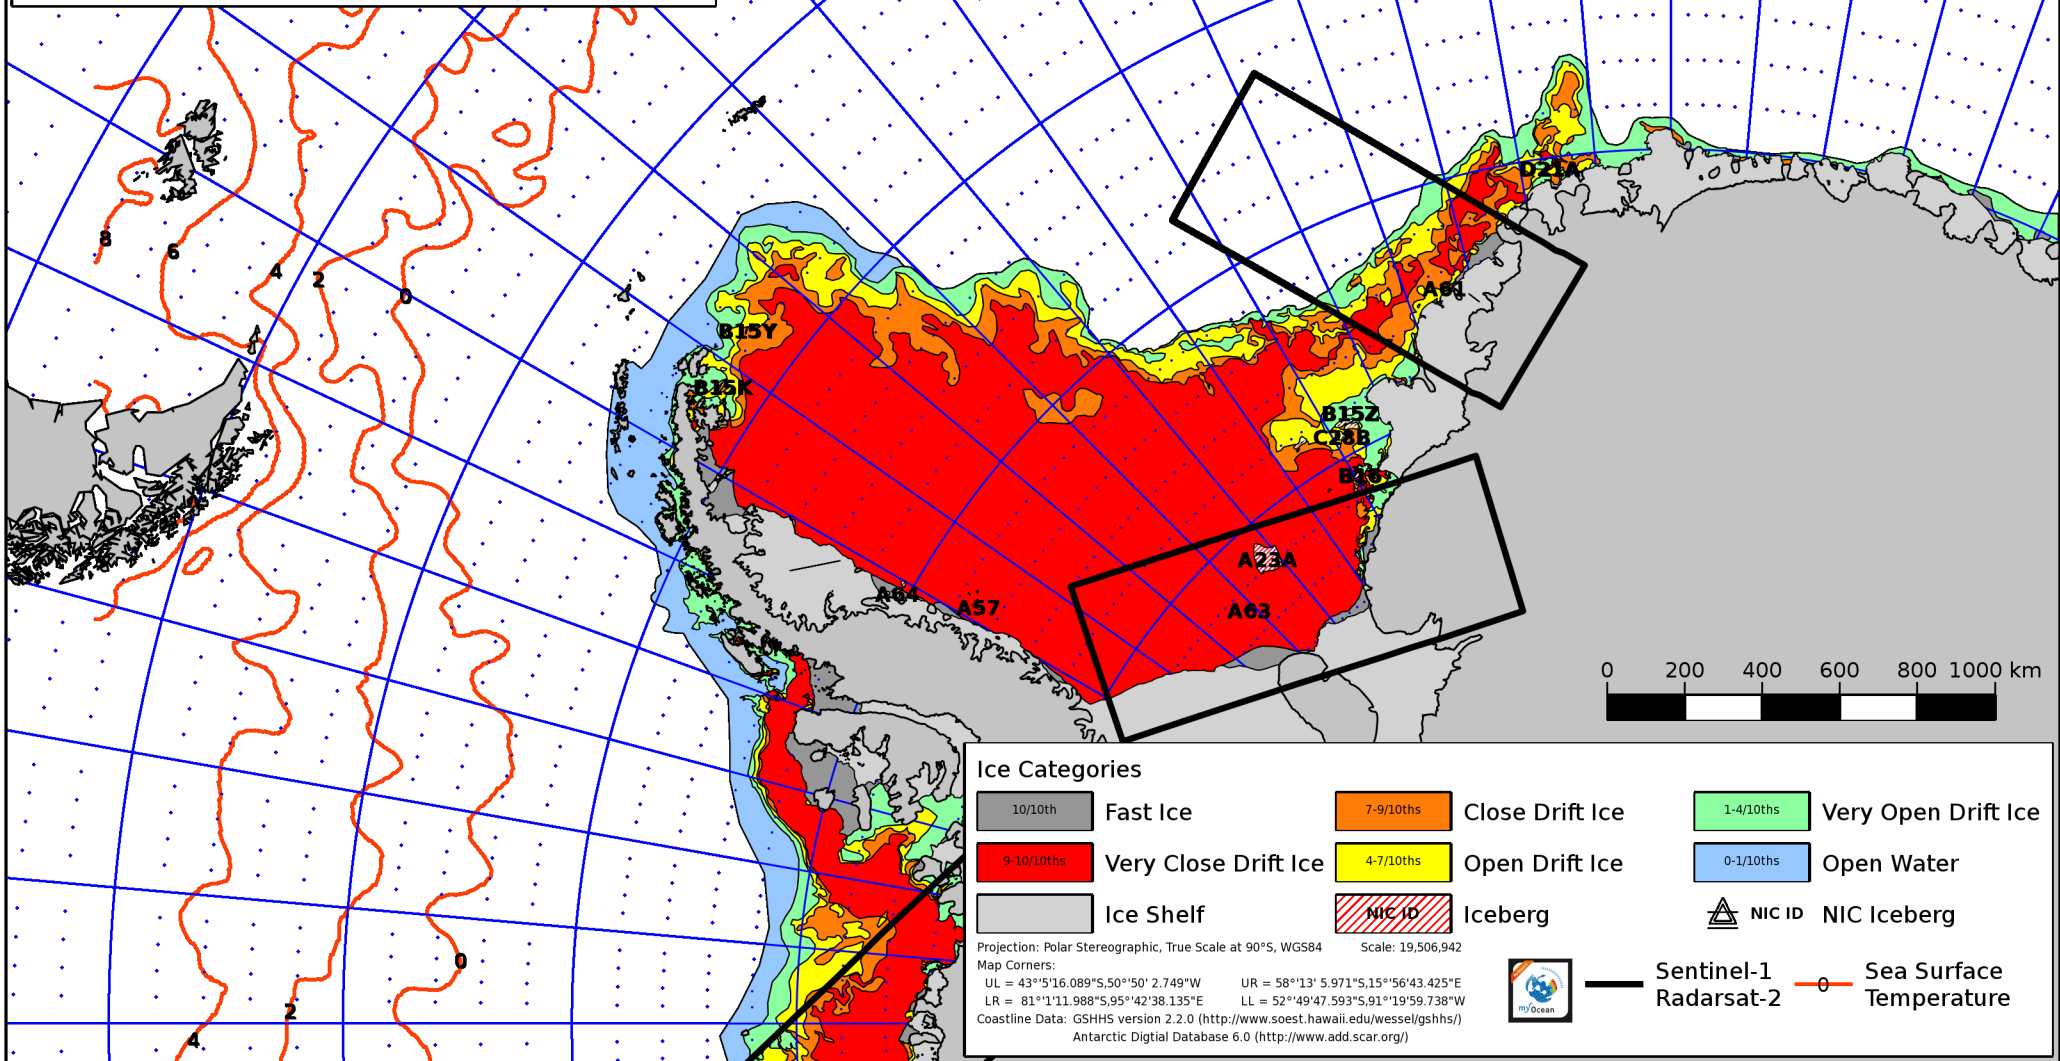 D21A
8
6
4
2
0
A61
B15Y
B15K
B15Z
C28B
B16
A23A
A64
A57
A63
0 200 400 600 800 1000 km
0
2
4
Ice Categories
10/10th Fast Ice 7-9/10ths Close Drift Ice 1-4/10ths Very Open Drift Ice
9-10/10ths Very Close Drift Ice 4-7/10ths Open Drift Ice 0-1/10ths Open Water
Ice Shelf NIC ID Iceberg NIC ID NIC Iceberg
Projection: Polar Stereographic, True Scale at 90°S, WGS84 Scale: 19,506,942
Map Corners:
UL = 43°'5'16.089"S,50°'50' 2.749"W UR = 58°'13' 5.971"S,15°'56'43.425"E
LR = 81°'1'11.988"S,95°'42'38.135"E LL = 52°'49'47.593"S,91°'19'59.738"W
Coastline Data: GSHHS version 2.2.0 (http://www.soest.hawaii.edu/wessel/gshhs/)
Antarctic Digtial Database 6.0 (http://www.add.scar.org/)
my Ocean
Sentinel-1
Radarsat-2
0
Sea Surface
Temperature